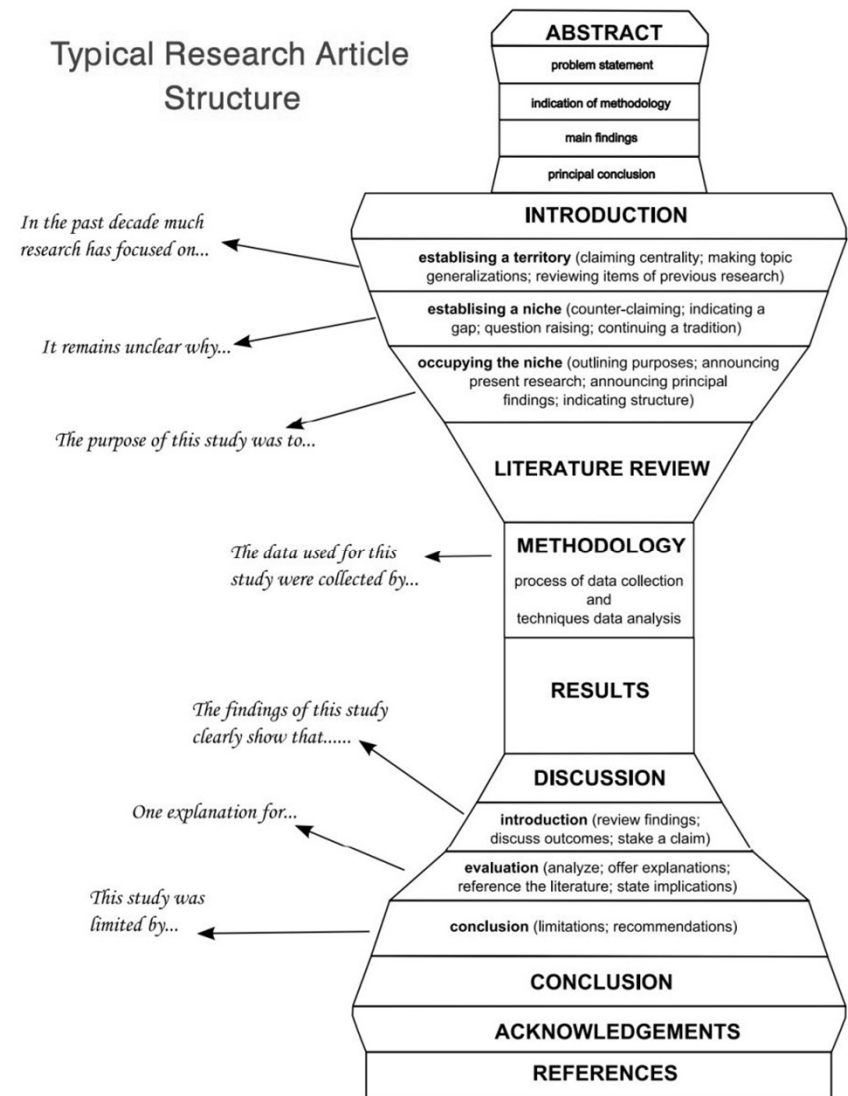 Typical Research Article
Structure
ABSTRACT
problem statement
indication of methodology
main findings
principal conclusion
INTRODUCTION
In the past decade much
research has focused on...
establising a territory (claiming centrality; making topic
generalizations; reviewing items of previous research)
establising a niche (counter-claiming; indicating a
gap; question raising; continuing a tradition)
It remains unclear why...
occupying the niche (outlining purposes; announcing
present research; announcing principal
findings; indicating structure)
The purpose of this study was to...
LITERATURE REVIEW
METHODOLOGY
The data used for this
study were collected by...
process of data collection
and
techniques data analysis
RESULTS
The findings of this study
clearly show that......
DISCUSSION
introduction (review findings;
discuss outcomes; stake a claim)
One explanation for...
evaluation (analyze; offer explanations;
reference the literature; state implications)
This study was
limited by...
conclusion (limitations; recommendations)
CONCLUSION
ACKNOWLEDGEMENTS
REFERENCES